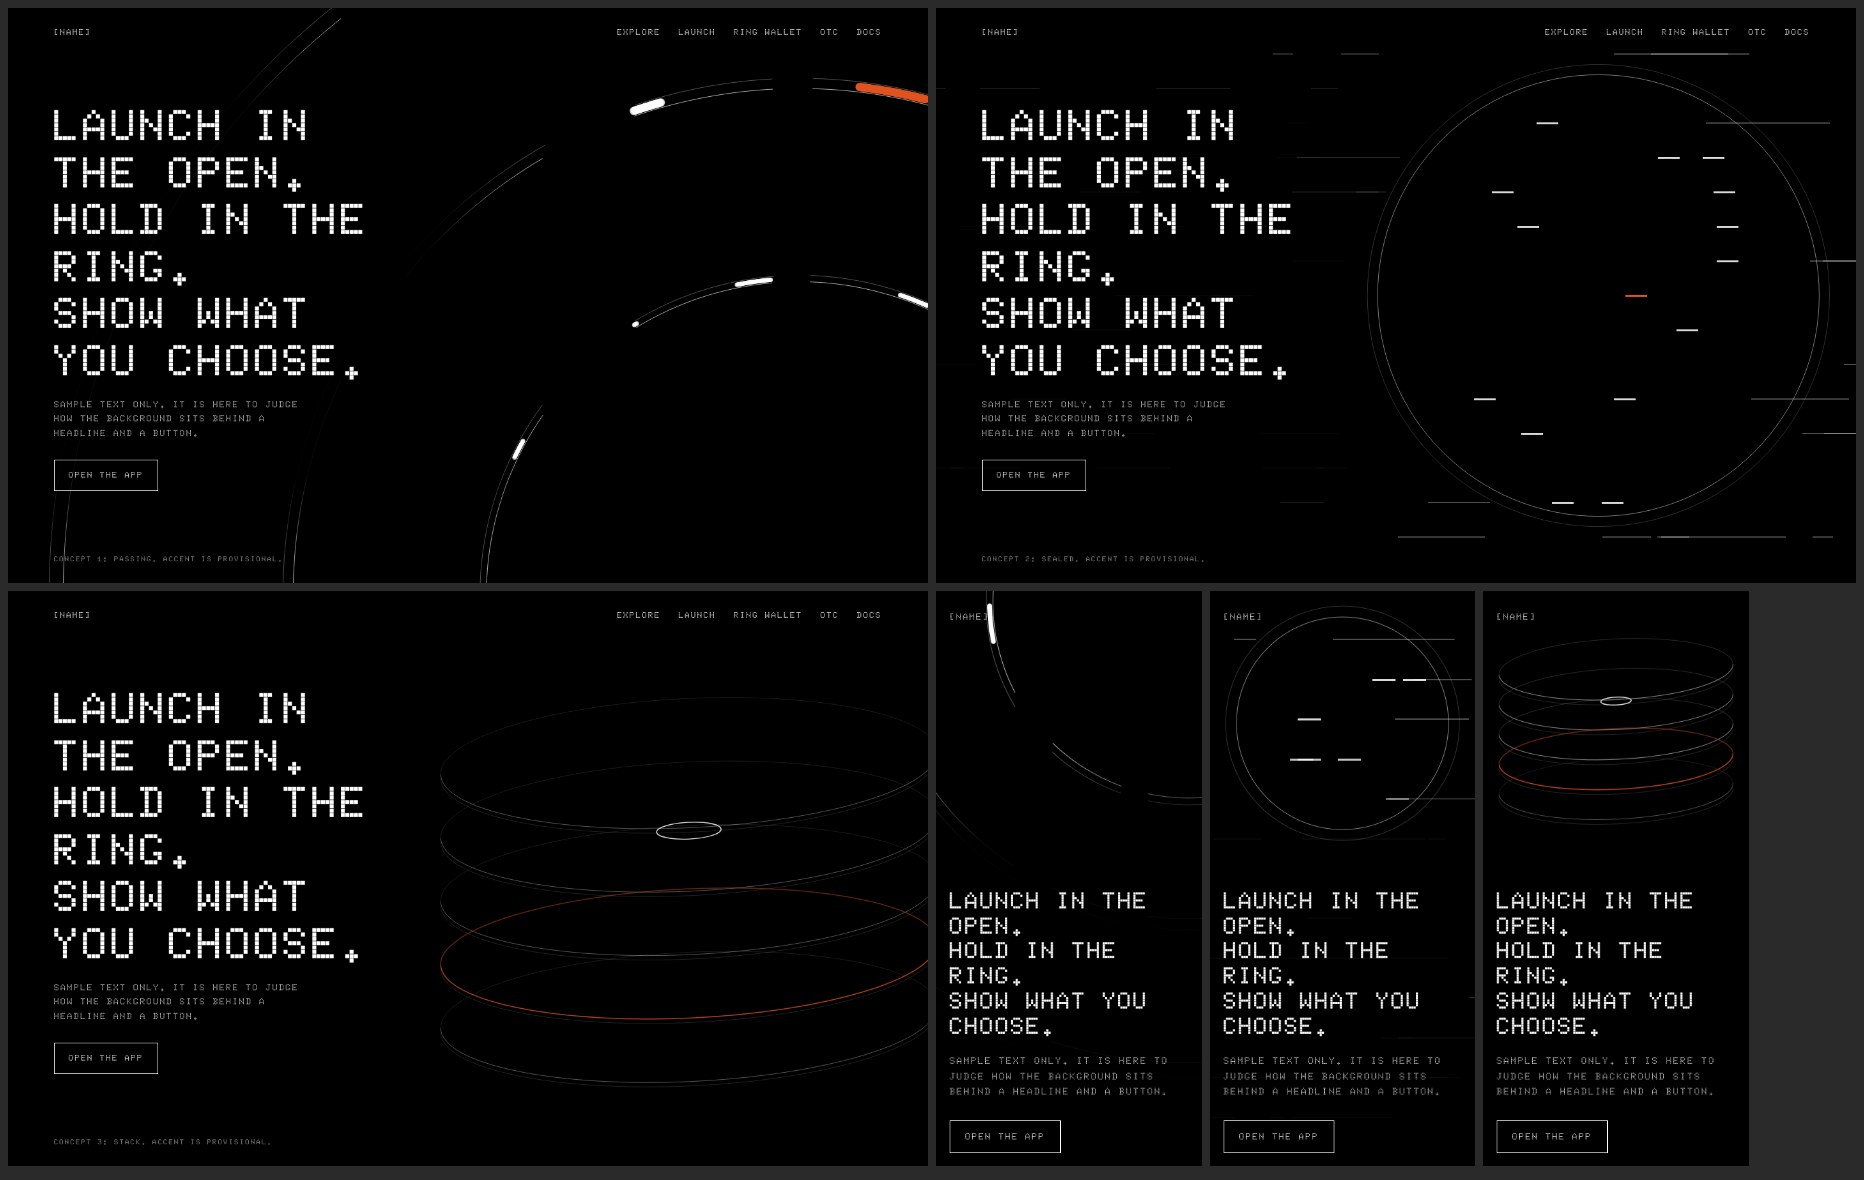 [NAME]
EXPLORE LAUNCH RING WALLET OTC DOCS
LAUNCH IN
THE OPEN.
HOLD IN THE
RING.
SHOW WHAT
YOU CHOOSE.
SAMPLE TEXT ONLY. IT IS HERE TO JUDGE
HOW THE BACKGROUND SITS BEHIND A
HEADLINE AND A BUTTON.
OPEN THE APP
CONCEPT 1: PASSING. ACCENT IS PROVISIONAL.
[NAME]
EXPLORE LAUNCH RING WALLET OTC DOCS
LAUNCH IN
THE OPEN.
HOLD IN THE
RING.
SHOW WHAT
YOU CHOOSE.
SAMPLE TEXT ONLY. IT IS HERE TO JUDGE
HOW THE BACKGROUND SITS BEHIND A
HEADLINE AND A BUTTON.
OPEN THE APP
CONCEPT 2: SEALED. ACCENT IS PROVISIONAL.
[NAME]
EXPLORE LAUNCH RING WALLET OTC DOCS
LAUNCH IN
THE OPEN.
HOLD IN THE
RING.
SHOW WHAT
YOU CHOOSE.
SAMPLE TEXT ONLY. IT IS HERE TO JUDGE
HOW THE BACKGROUND SITS BEHIND A
HEADLINE AND A BUTTON.
OPEN THE APP
CONCEPT 3: STACK. ACCENT IS PROVISIONAL.
[NAME]
LAUNCH IN THE
OPEN.
HOLD IN THE
RING.
SHOW WHAT YOU
CHOOSE.
SAMPLE TEXT ONLY. IT IS HERE TO
JUDGE HOW THE BACKGROUND SITS
BEHIND A HEADLINE AND A BUTTON.
OPEN THE APP
[NAME]
LAUNCH IN THE
OPEN.
HOLD IN THE
RING.
SHOW WHAT YOU
CHOOSE.
SAMPLE TEXT ONLY. IT IS HERE TO
JUDGE HOW THE BACKGROUND SITS
BEHIND A HEADLINE AND A BUTTON.
OPEN THE APP
[NAME]
LAUNCH IN THE
OPEN.
HOLD IN THE
RING.
SHOW WHAT YOU
CHOOSE.
SAMPLE TEXT ONLY. IT IS HERE TO
JUDGE HOW THE BACKGROUND SITS
BEHIND A HEADLINE AND A BUTTON.
OPEN THE APP